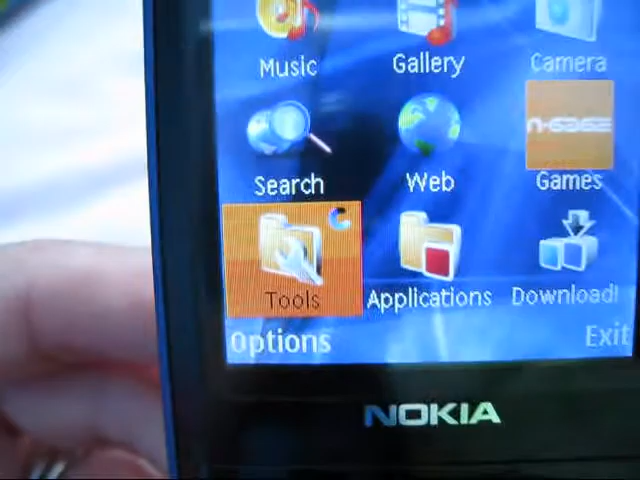 Music Gallery Camera
n-gage
Search Web Games
Tools Applications Download!
Options Exit
NOKIA